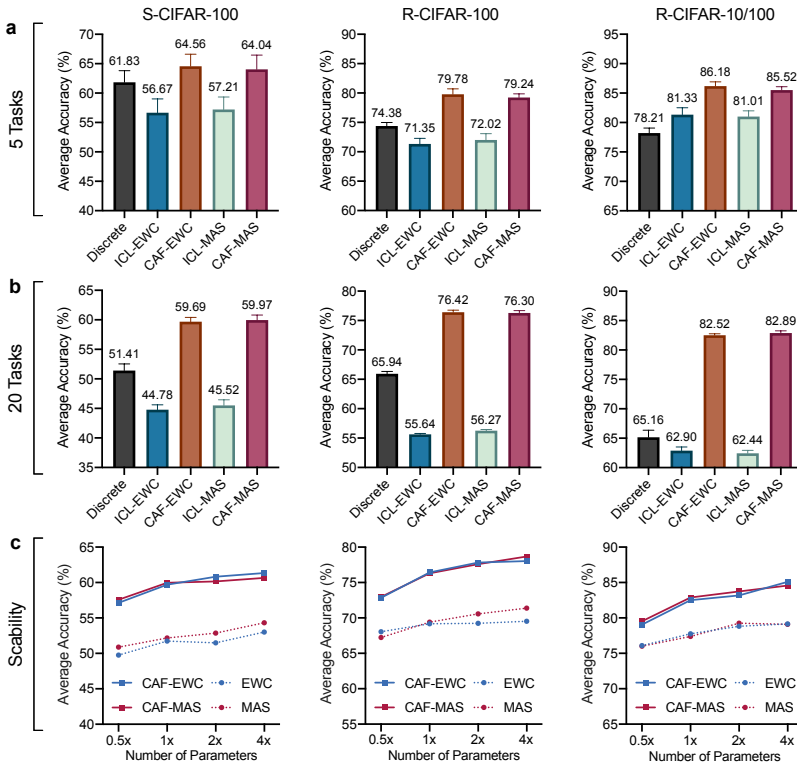 S-CIFAR-100
R-CIFAR-100
R-CIFAR-10/100
a
5 Tasks
Average Accuracy (%)
70
65
60
55
50
45
40
61.83
56.67
64.56
57.21
64.04
Discrete
ICL-EWC
CAF-EWC
ICL-MAS
CAF-MAS
Average Accuracy (%)
90
85
80
75
70
65
60
74.38
71.35
79.78
72.02
79.24
Discrete
ICL-EWC
CAF-EWC
ICL-MAS
CAF-MAS
Average Accuracy (%)
95
90
85
80
75
70
65
78.21
81.33
86.18
81.01
85.52
Discrete
ICL-EWC
CAF-EWC
ICL-MAS
CAF-MAS
b
20 Tasks
Average Accuracy (%)
65
60
55
50
45
40
35
51.41
44.78
59.69
45.52
59.97
Discrete
ICL-EWC
CAF-EWC
ICL-MAS
CAF-MAS
Average Accuracy (%)
80
75
70
65
60
55
50
65.94
55.64
76.42
56.27
76.30
Discrete
ICL-EWC
CAF-EWC
ICL-MAS
CAF-MAS
Average Accuracy (%)
90
85
80
75
70
65
60
65.16
62.90
82.52
62.44
82.89
Discrete
ICL-EWC
CAF-EWC
ICL-MAS
CAF-MAS
c
Scability
Average Accuracy (%)
65
60
55
50
45
40
CAF-EWC
EWC
CAF-MAS
MAS
0.5x
1x
2x
4x
Number of Parameters
Average Accuracy (%)
80
75
70
65
60
55
CAF-EWC
EWC
CAF-MAS
MAS
0.5x
1x
2x
4x
Number of Parameters
Average Accuracy (%)
90
85
80
75
70
65
CAF-EWC
EWC
CAF-MAS
MAS
0.5x
1x
2x
4x
Number of Parameters